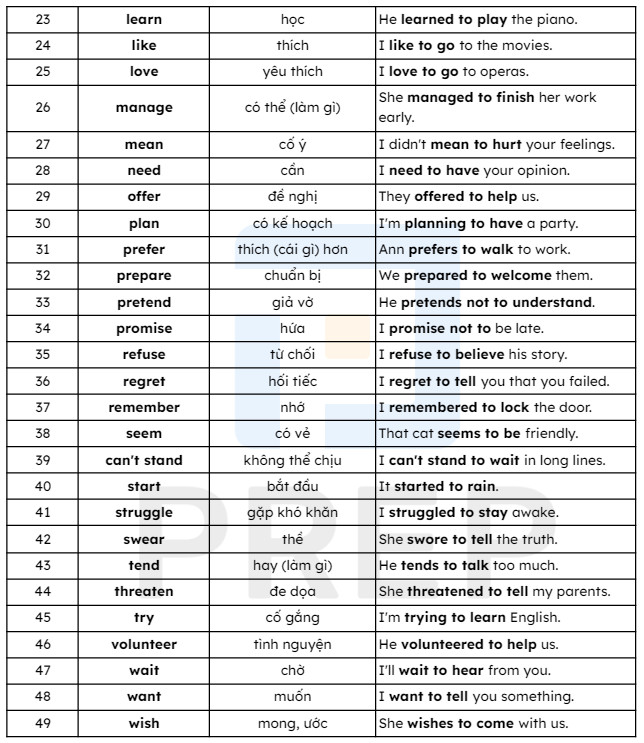 23 learn học He learned to play the piano.
24 like thích I like to go to the movies.
25 love yêu thích I love to go to operas.
26 manage có thể (làm gì) She managed to finish her work
early.
27 mean cố ý I didn't mean to hurt your feelings.
28 need cần I need to have your opinion.
29 offer đề nghị They offered to help us.
30 plan có kế hoạch I'm planning to have a party.
31 prefer thích (cái gì) hơn Ann prefers to walk to work.
32 prepare chuẩn bị We prepared to welcome them.
33 pretend giả vờ He pretends not to understand.
34 promise hứa I promise not to be late.
35 refuse từ chối I refuse to believe his story.
36 regret hối tiếc I regret to tell you that you failed.
37 remember nhớ I remembered to lock the door.
38 seem có vẻ That cat seems to be friendly.
39 can't stand không thể chịu I can't stand to wait in long lines.
40 start bắt đầu It started to rain.
41 struggle gặp khó khăn I struggled to stay awake.
42 swear thề She swore to tell the truth.
43 tend hay (làm gì) He tends to talk too much.
44 threaten đe dọa She threatened to tell my parents.
45 try cố gắng I'm trying to learn English.
46 volunteer tình nguyện He volunteered to help us.
47 wait chờ I'll wait to hear from you.
48 want muốn I want to tell you something.
49 wish mong, ước She wishes to come with us.
PREP